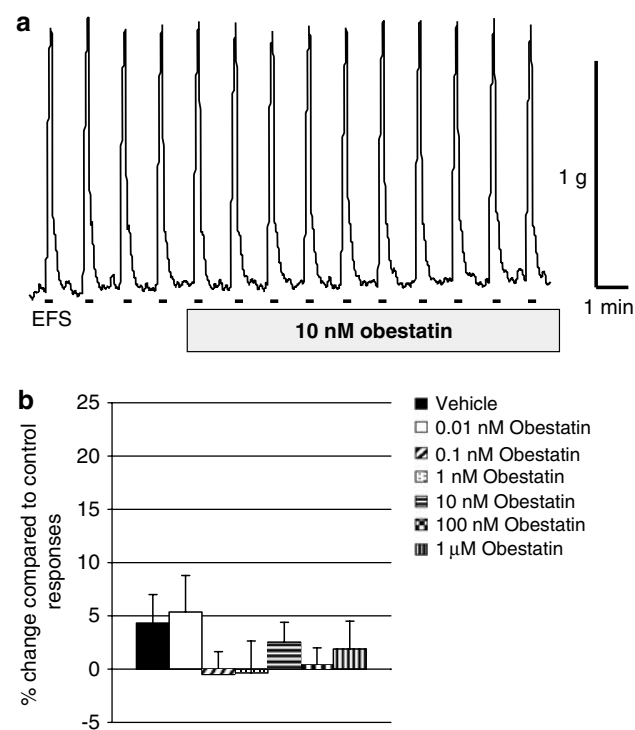 a
1 g
1 min
EFS
10 nM obestatin
b
% change compared to control
responses
25
20
15
10
5
0
-5
Vehicle
0.01 nM Obestatin
0.1 nM Obestatin
1 nM Obestatin
10 nM Obestatin
100 nM Obestatin
1 µM Obestatin